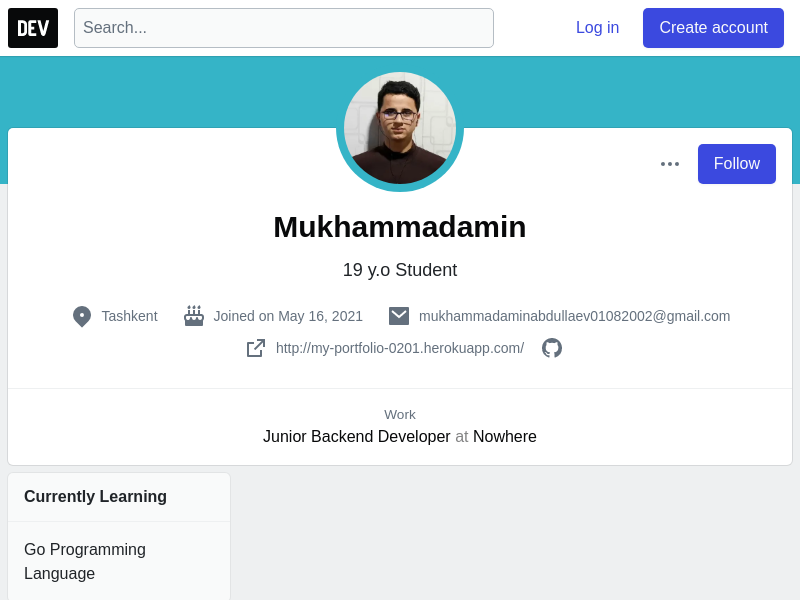 DEV
Search...
Log in
Create account
Follow
Mukhammadamin
19 y.o Student
Tashkent
Joined on May 16, 2021
mukhammadaminabdullaev01082002@gmail.com
http://my-portfolio-0201.herokuapp.com/
Work
Junior Backend Developer at Nowhere
Currently Learning
Go Programming
Language